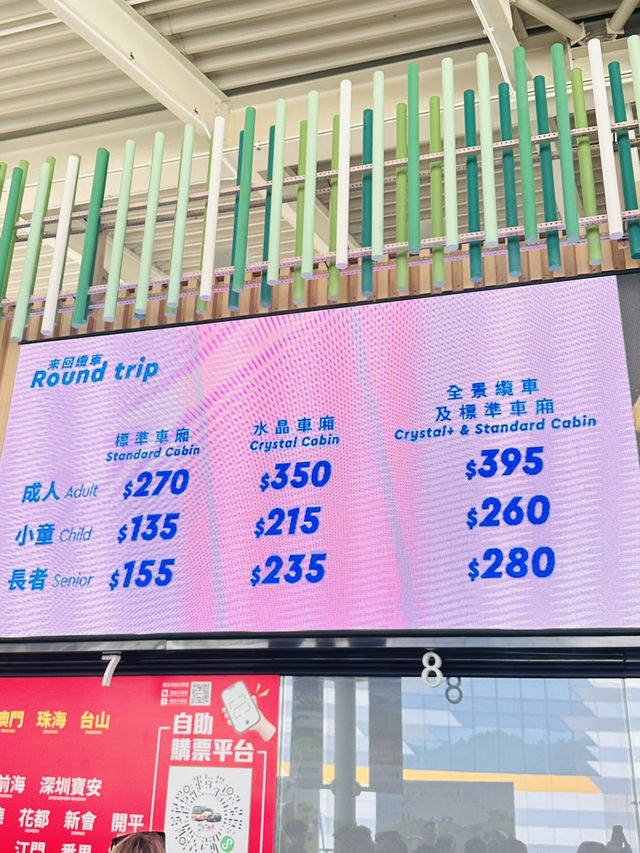 來回纜車
Round trip
標準車廂
Standard Cabin
水晶車廂
Crystal Cabin
全景纜車
及標準車廂
Crystal+ & Standard Cabin
成人 Adult $270 $350 $395
小童 Child $135 $215 $260
長者 Senior $155 $235 $280
7
8
8
澳門 珠海 台山
自助
購票平台
前海 深圳寶安
花都 新會 開平
江門 番禺